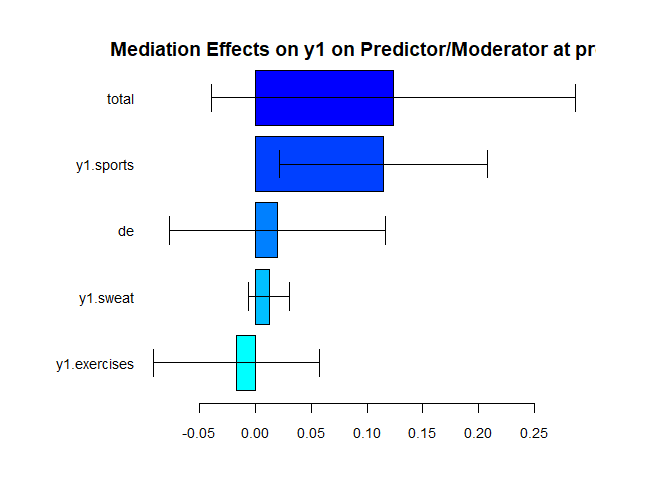 Mediation Effects on y1 on Predictor/Moderator at pr
total
y1.sports
de
y1.sweat
y1.exercises
-0.05 0.00 0.05 0.10 0.15 0.20 0.25